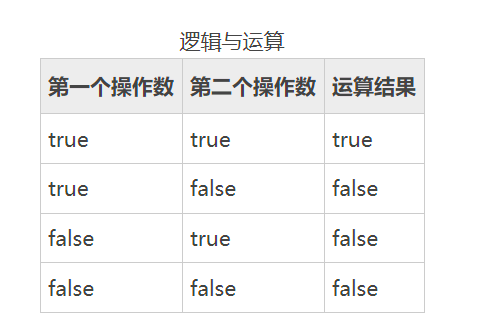 逻辑与运算
第一个操作数 第二个操作数 运算结果
true true true
true false false
false true false
false false false